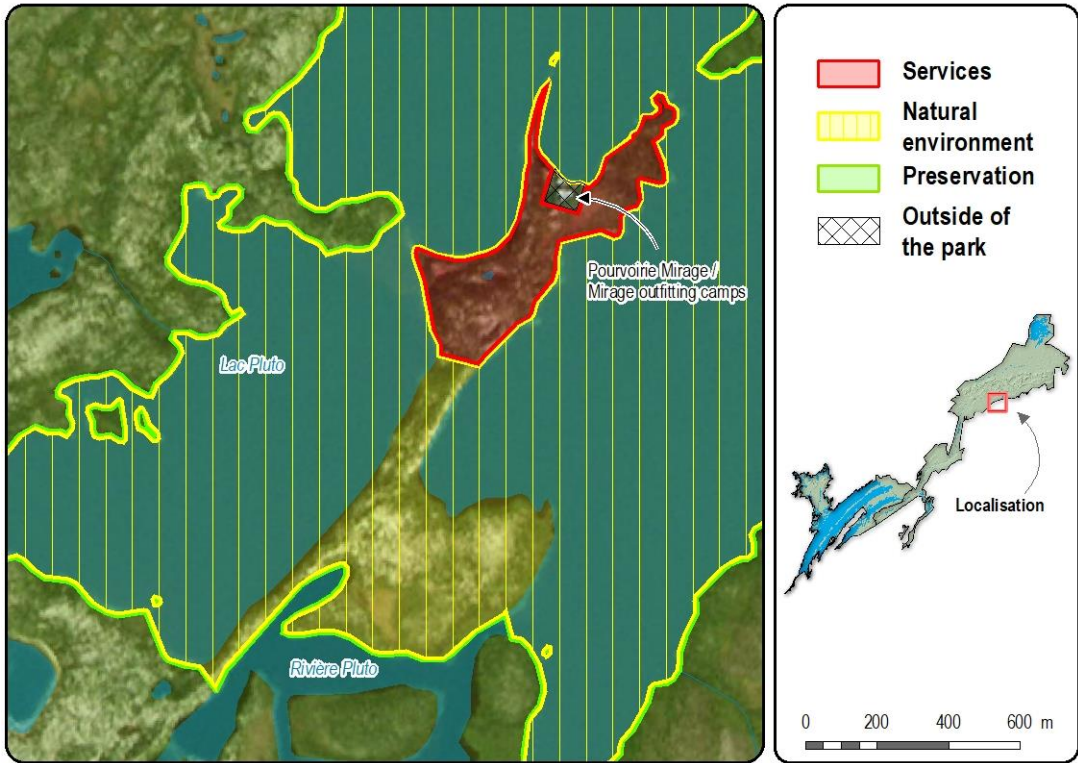 Services
Natural
environment
Preservation
Outside of
the park
Pourvoirie Mirage /
Mirage outfitting camps
Lac Pluto
Rivière Pluto
Localisation
0 200 400 600 m